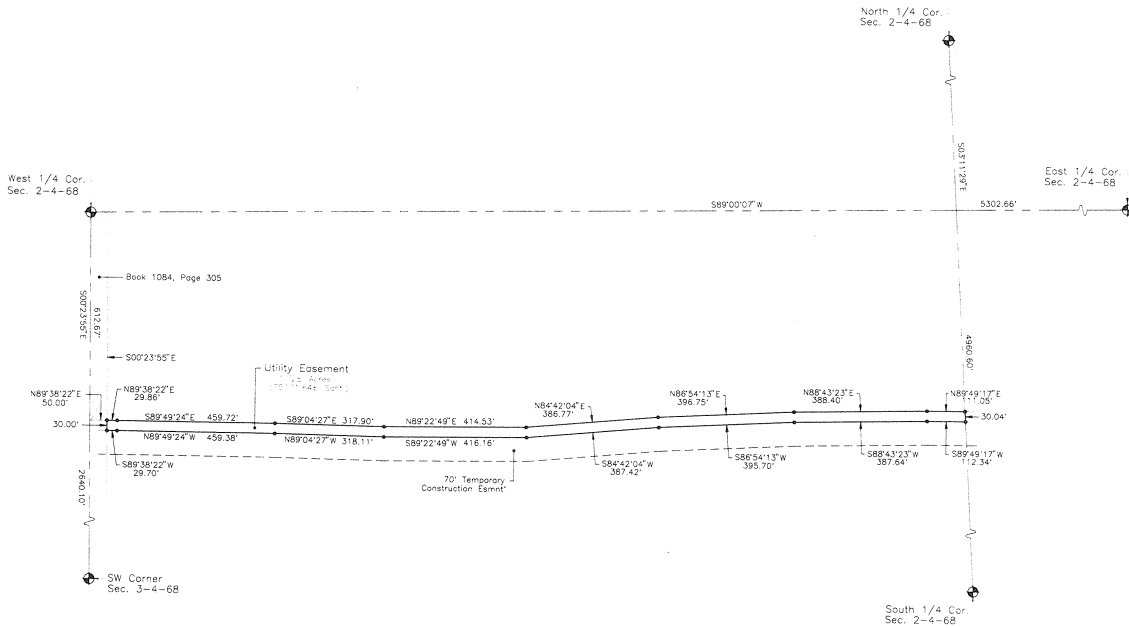 North 1/4 Cor.
Sec. 2-4-68
West 1/4 Cor.
Sec. 2-4-68
East 1/4 Cor.
Sec. 2-4-68
S03°11'29"E
S89°00'07"W
5302.66'
Book 1084, Page 305
S00°23'55"E
612.67'
S00°23'55"E
4960.60'
Utility Easement
Acres
N89°38'22"E
50.00'
N89°38'22"E
29.86'
30.00'
S89°49'24"E 459.72'
S89°04'27"E 317.90'
N89°22'49"E 414.53'
N84°42'04"E
386.77'
N86°54'13"E
396.75'
N88°43'23"E
388.40'
N89°49'17"E
111.05'
30.04'
N89°49'24"W 459.38'
N89°04'27"W 318.11'
S89°22'49"W 416.16'
S89°38'22"W
29.70'
S84°42'04"W
387.42'
S86°54'13"W
395.70'
S88°43'23"W
387.64'
S89°49'17"W
112.34'
70' Temporary
Construction Esmnt'
2640.10'
SW Corner
Sec. 3-4-68
South 1/4 Cor.
Sec. 2-4-68